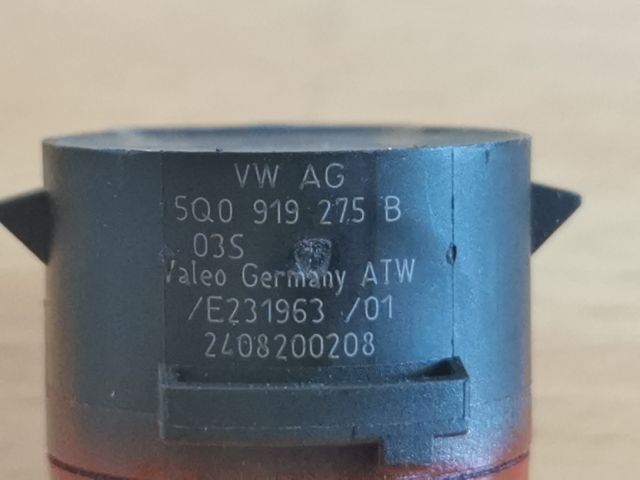 VW AG
5Q0 919 275 B
03S
Valeo Germany ATW
/E231963 /01
2408200208